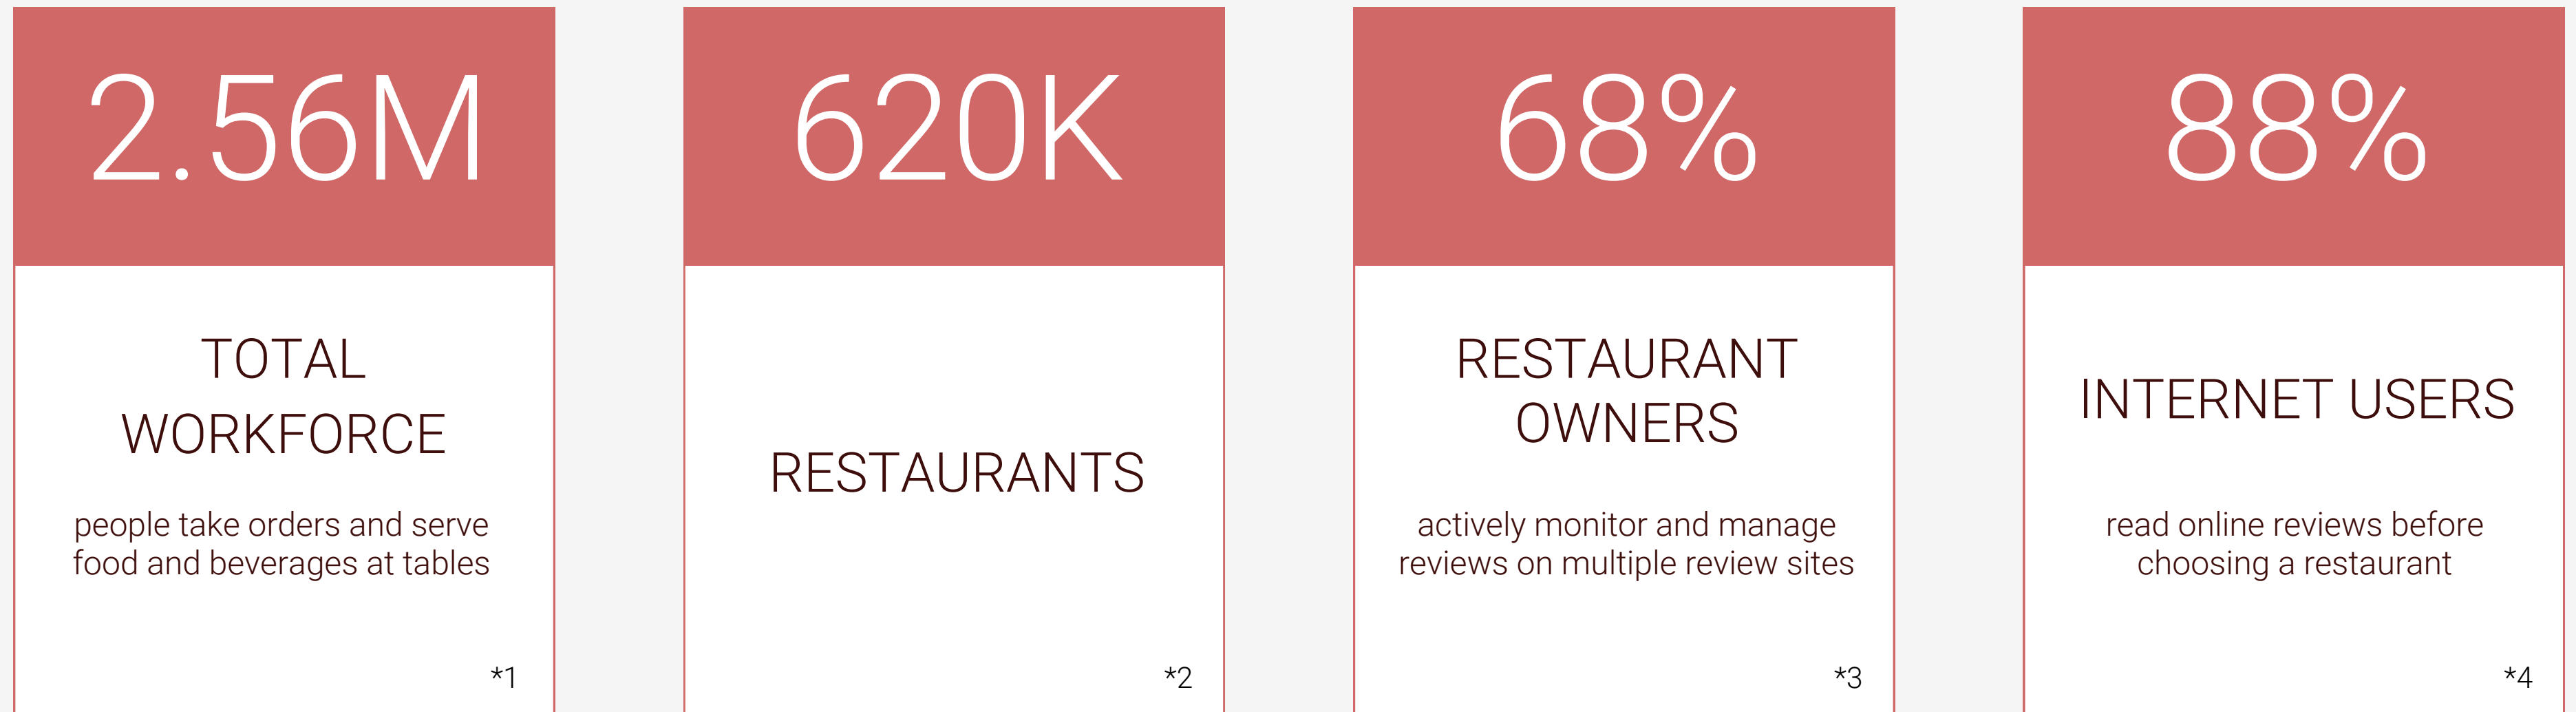 2.56M
TOTAL
WORKFORCE
people take orders and serve
food and beverages at tables
*1
620K
RESTAURANTS
*2
68%
RESTAURANT
OWNERS
actively monitor and manage
reviews on multiple review sites
*3
88%
INTERNET USERS
read online reviews before
choosing a restaurant
*4